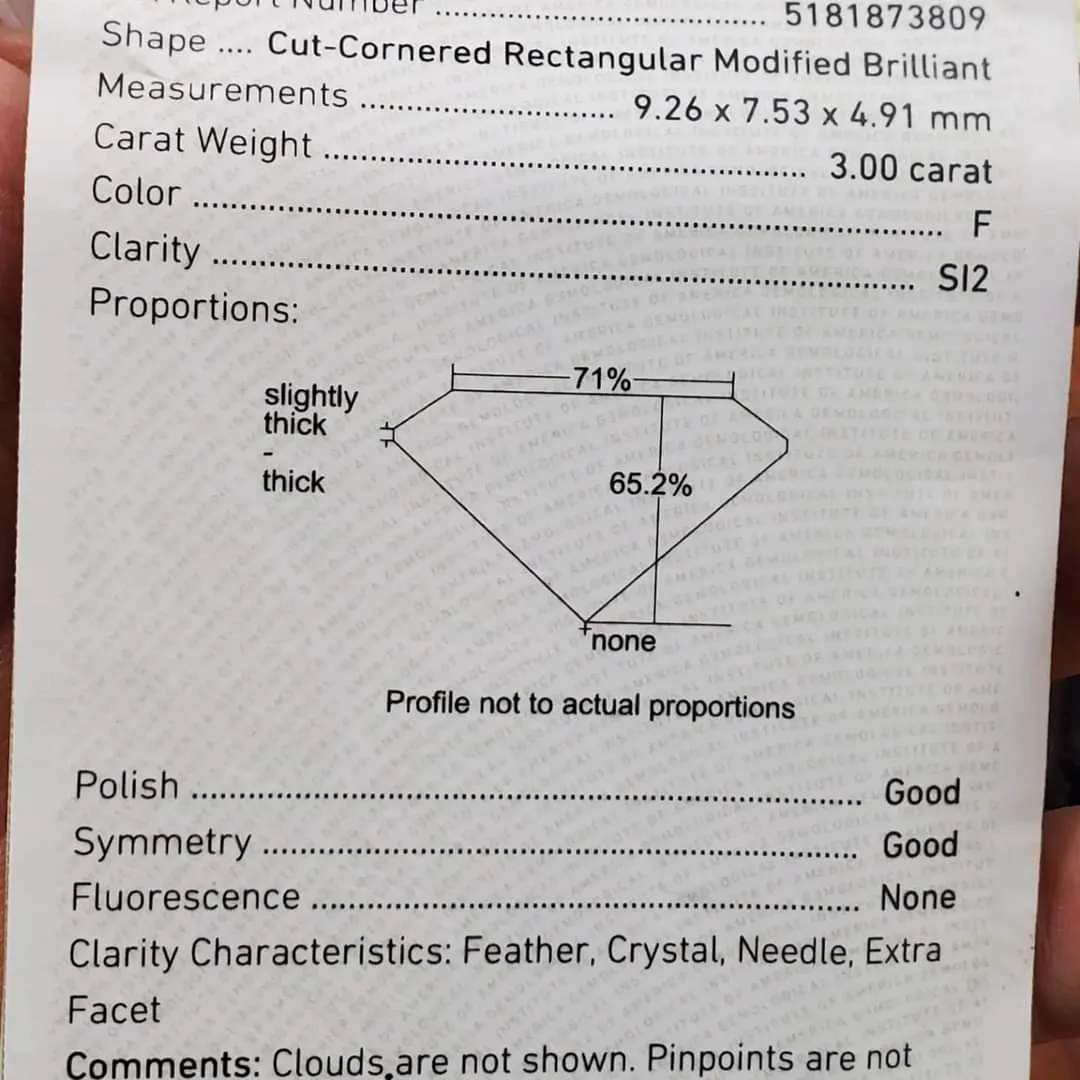 Report Number .................... 5181873809
Shape .... Cut-Cornered Rectangular Modified Brilliant
Measurements .................... 9.26 x 7.53 x 4.91 mm
Carat Weight .................... 3.00 carat
Color .................... F
Clarity .................... SI2
Proportions:
71%
slightly
thick
-
thick
65.2%
none
Profile not to actual proportions
Polish .................... Good
Symmetry .................... Good
Fluorescence .................... None
Clarity Characteristics: Feather, Crystal, Needle, Extra
Facet
Comments: Clouds are not shown. Pinpoints are not